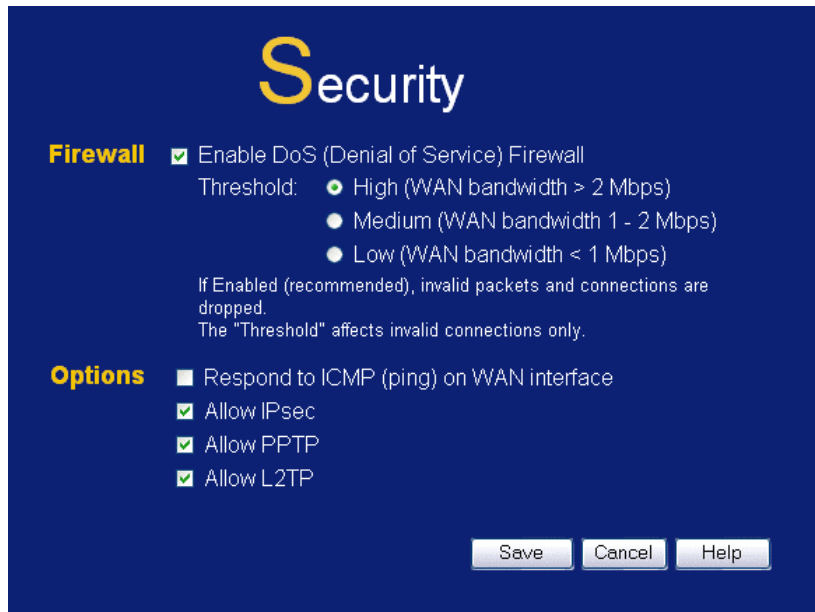 Security
Firewall Enable DoS (Denial of Service) Firewall
Threshold: High (WAN bandwidth > 2 Mbps)
Medium (WAN bandwidth 1 - 2 Mbps)
Low (WAN bandwidth < 1 Mbps)
If Enabled (recommended), invalid packets and connections are
dropped.
The "Threshold" affects invalid connections only.
Options Respond to ICMP (ping) on WAN interface
Allow IPsec
Allow PPTP
Allow L2TP
Save Cancel Help